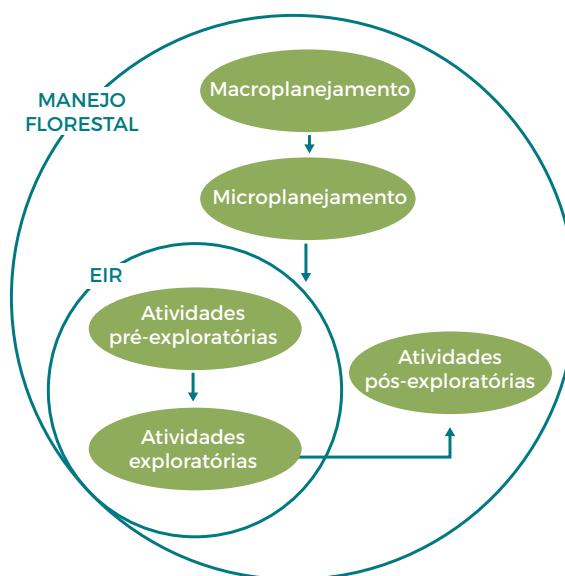 MANEJO
FLORESTAL
Macroplanejamento
Microplanejamento
EIR
Atividades
pré-exploratórias
Atividades
exploratórias
Atividades
pós-exploratórias